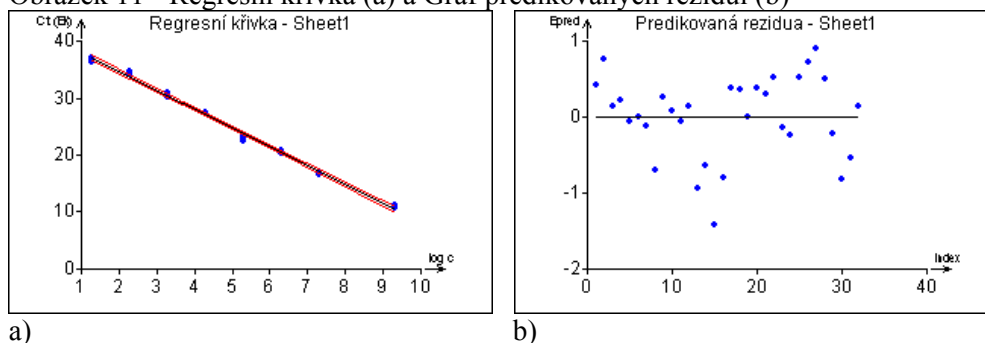 Obrázek 11 – Regresní křivka (a) a Graf predikovaných reziduí (b)
Ct (Ek)
Regresní křivka - Sheet1
40
30
20
10
0
1 2 3 4 5 6 7 8 9 10
log c
Epred
Predikovaná rezidua - Sheet1
1
0
-1
-2
0 10 20 30 40
Index
a) b)